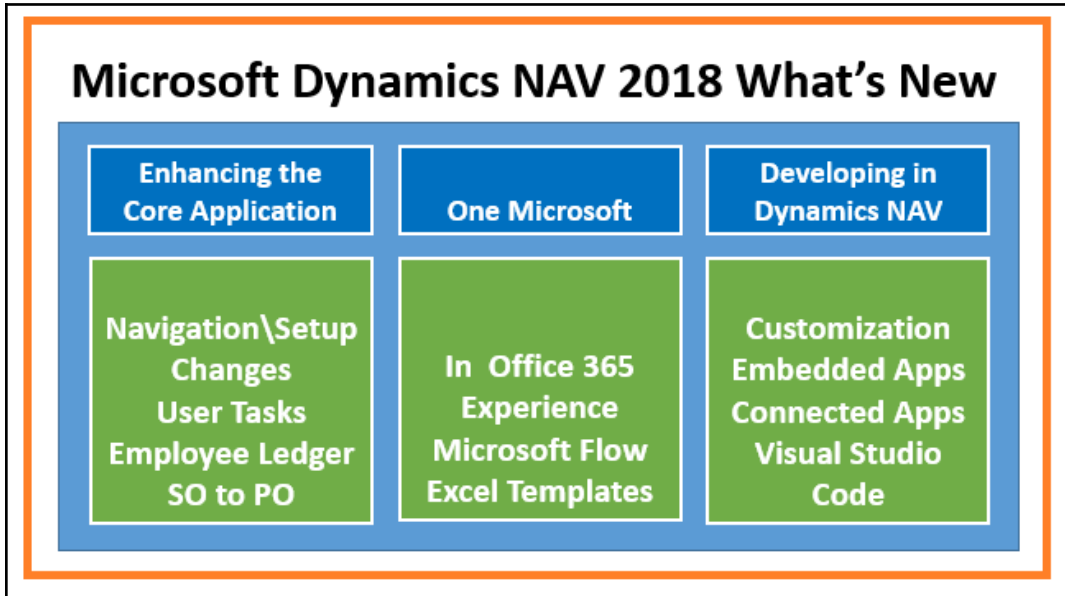 Microsoft Dynamics NAV 2018 What's New
Enhancing the
Core Application
One Microsoft
Developing in
Dynamics NAV
Navigation\Setup
Changes
User Tasks
Employee Ledger
SO to PO
In Office 365
Experience
Microsoft Flow
Excel Templates
Customization
Embedded Apps
Connected Apps
Visual Studio
Code